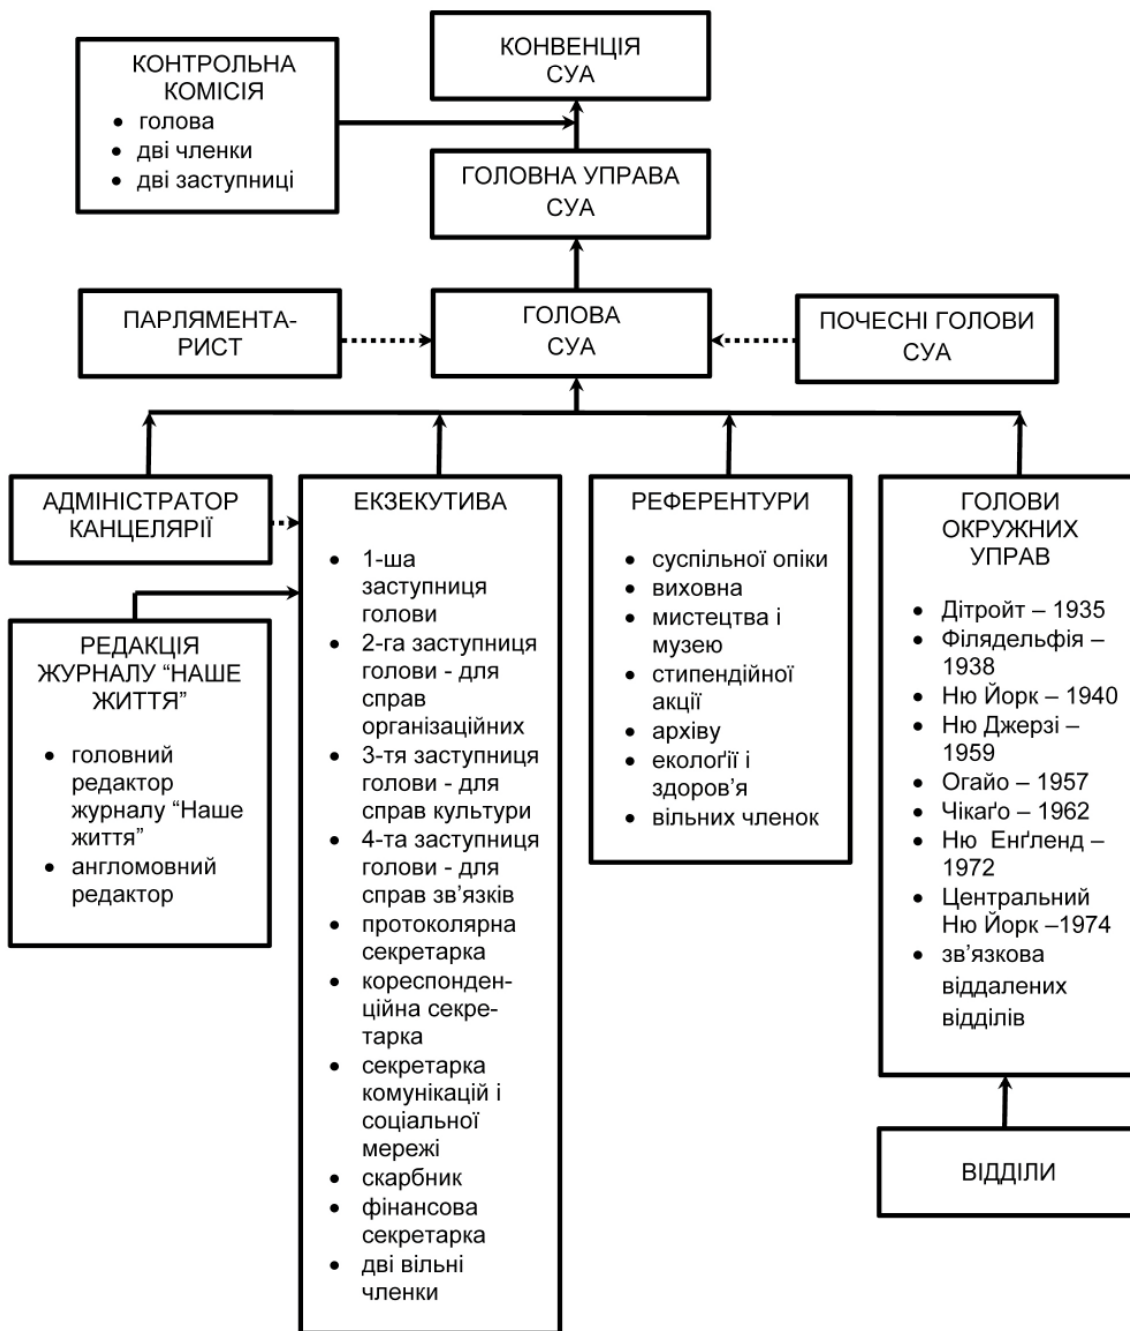 КОНВЕНЦІЯ
СУА
КОНТРОЛЬНА
КОМІСІЯ
• голова
• дві членки
• дві заступниці
ГОЛОВНА УПРАВА
СУА
ПАРЛЯМЕНТА-
РИСТ
ГОЛОВА
СУА
ПОЧЕСНІ ГОЛОВИ
СУА
АДМІНІСТРАТОР
КАНЦЕЛЯРІЇ
РЕДАКЦІЯ
ЖУРНАЛУ “НАШЕ
ЖИТТЯ”
• головний
редактор
журналу “Наше
життя”
• англомовний
редактор
ЕКЗЕКУТИВА
• 1-ша
заступниця
голови
• 2-га заступниця
голови - для
справ
організаційних
• 3-тя заступниця
голови - для
справ культури
• 4-та заступниця
голови - для
справ зв’язків
• протоколярна
секретарка
• кореспонден-
ційна секре-
тарка
• секретарка
комунікацій і
соціальної
мережі
• скарбник
• фінансова
секретарка
• дві вільні
членки
РЕФЕРЕНТУРИ
• суспільної опіки
• виховна
• мистецтва і
музею
• стипендійної
акції
• архіву
• екології і
здоров’я
• вільних членок
ГОЛОВИ
ОКРУЖНИХ
УПРАВ
• Дітройт – 1935
• Філядельфія –
1938
• Ню Йорк – 1940
• Ню Джерзі –
1959
• Огайо – 1957
• Чікаґо – 1962
• Ню Енґленд –
1972
• Центральний
Ню Йорк –1974
• зв’язкова
віддалених
відділів
ВІДДІЛИ